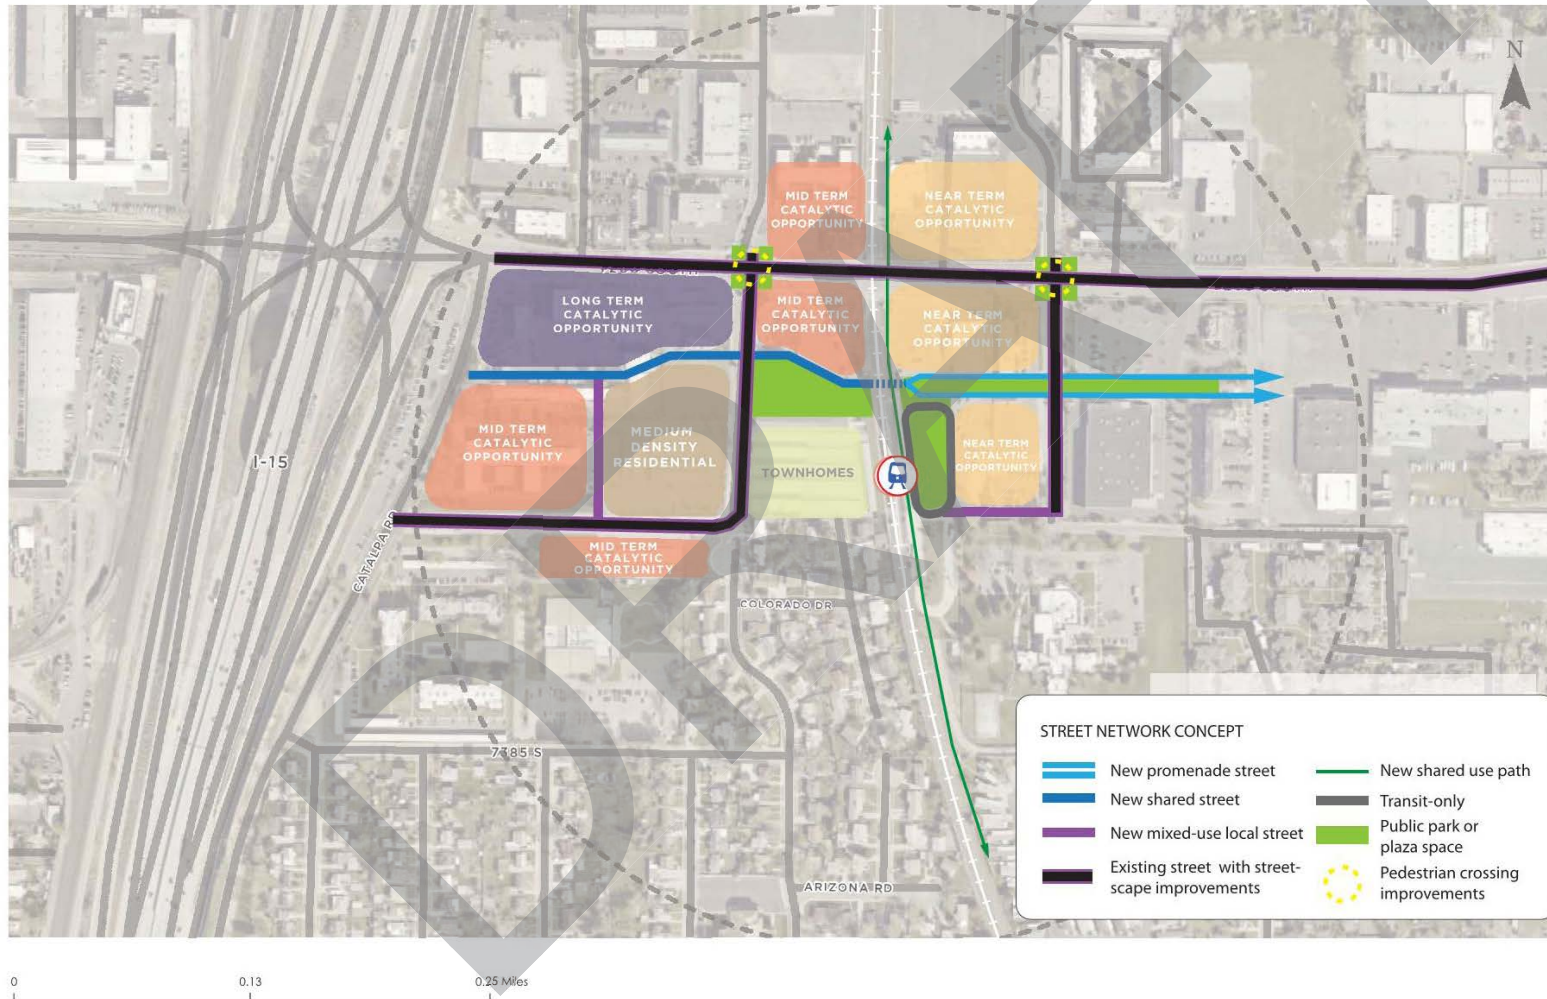 N
MID TERM
CATALYTIC
OPPORTUNITY
NEAR TERM
CATALYTIC
OPPORTUNITY
LONG TERM
CATALYTIC
OPPORTUNITY
MID TERM
CATALYTIC
OPPORTUNITY
NEAR TERM
CATALYTIC
OPPORTUNITY
MID TERM
CATALYTIC
OPPORTUNITY
MEDIUM
DENSITY
RESIDENTIAL
TOWNHOMES
NEAR TERM
CATALYTIC
OPPORTUNITY
I-15
CATALPA RD
MID TERM
CATALYTIC
OPPORTUNITY
COLORADO DR
7385 S
ARIZONA RD
DRAFT
STREET NETWORK CONCEPT
New promenade street
New shared street
New mixed-use local street
Existing street with street-
scape improvements
New shared use path
Transit-only
Public park or
plaza space
Pedestrian crossing
improvements
0
0.13
0.25 Miles